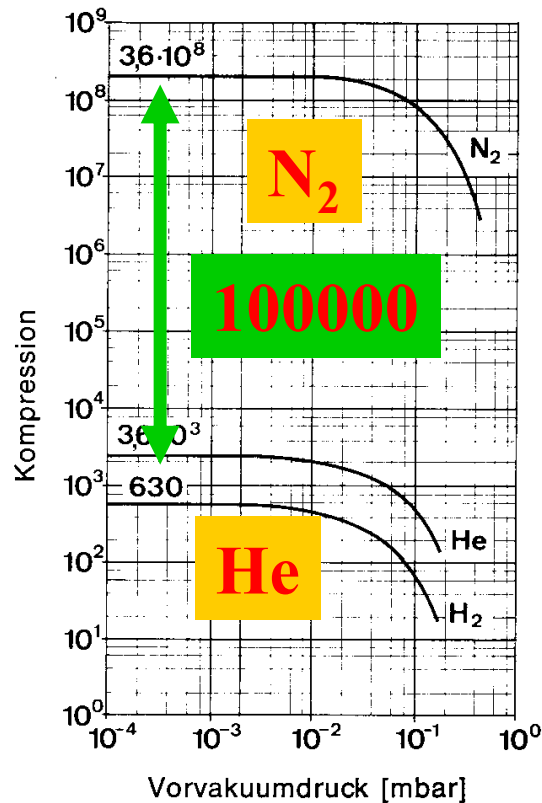 Kompression
10⁹
10⁸
10⁷
10⁶
10⁵
10⁴
10³
10²
10¹
10⁰
3,6·10⁸
N₂
N₂
100000
630
He
He
H₂
10⁻⁴
10⁻³
10⁻²
10⁻¹
10⁰
Vorvakuumdruck [mbar]